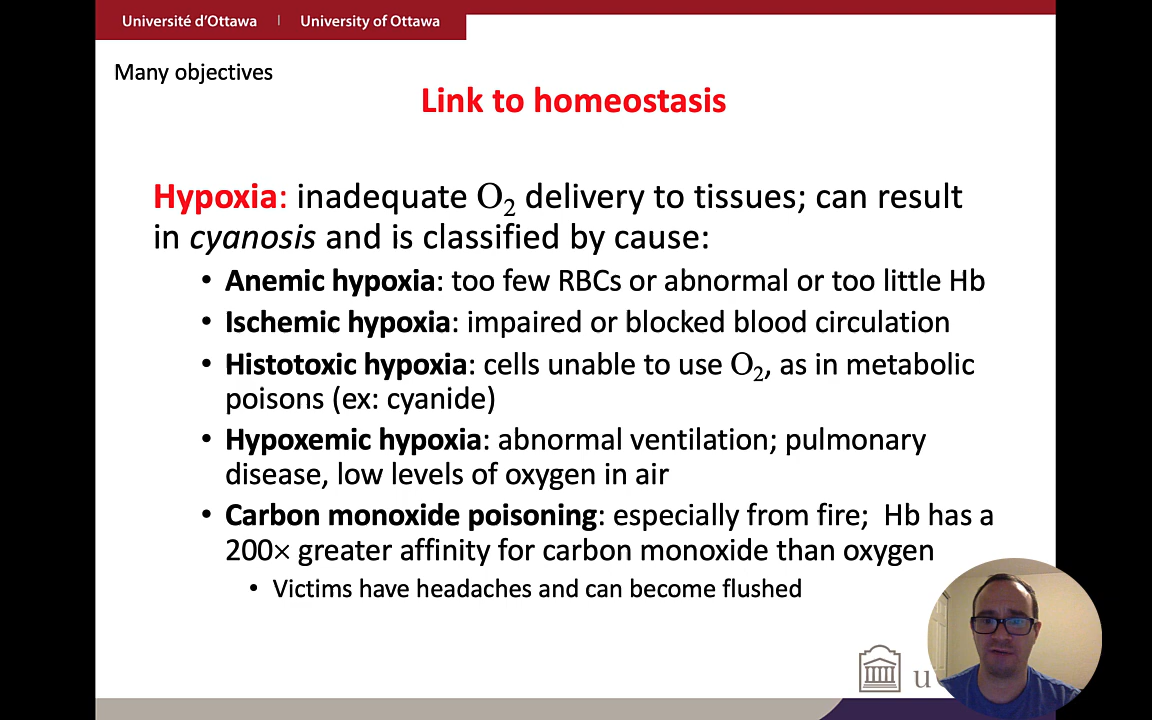 Université d'Ottawa | University of Ottawa
Many objectives
Link to homeostasis
Hypoxia: inadequate O₂ delivery to tissues; can result
in cyanosis and is classified by cause:
• Anemic hypoxia: too few RBCs or abnormal or too little Hb
• Ischemic hypoxia: impaired or blocked blood circulation
• Histotoxic hypoxia: cells unable to use O₂, as in metabolic
poisons (ex: cyanide)
• Hypoxemic hypoxia: abnormal ventilation; pulmonary
disease, low levels of oxygen in air
• Carbon monoxide poisoning: especially from fire; Hb has a
200× greater affinity for carbon monoxide than oxygen
• Victims have headaches and can become flushed